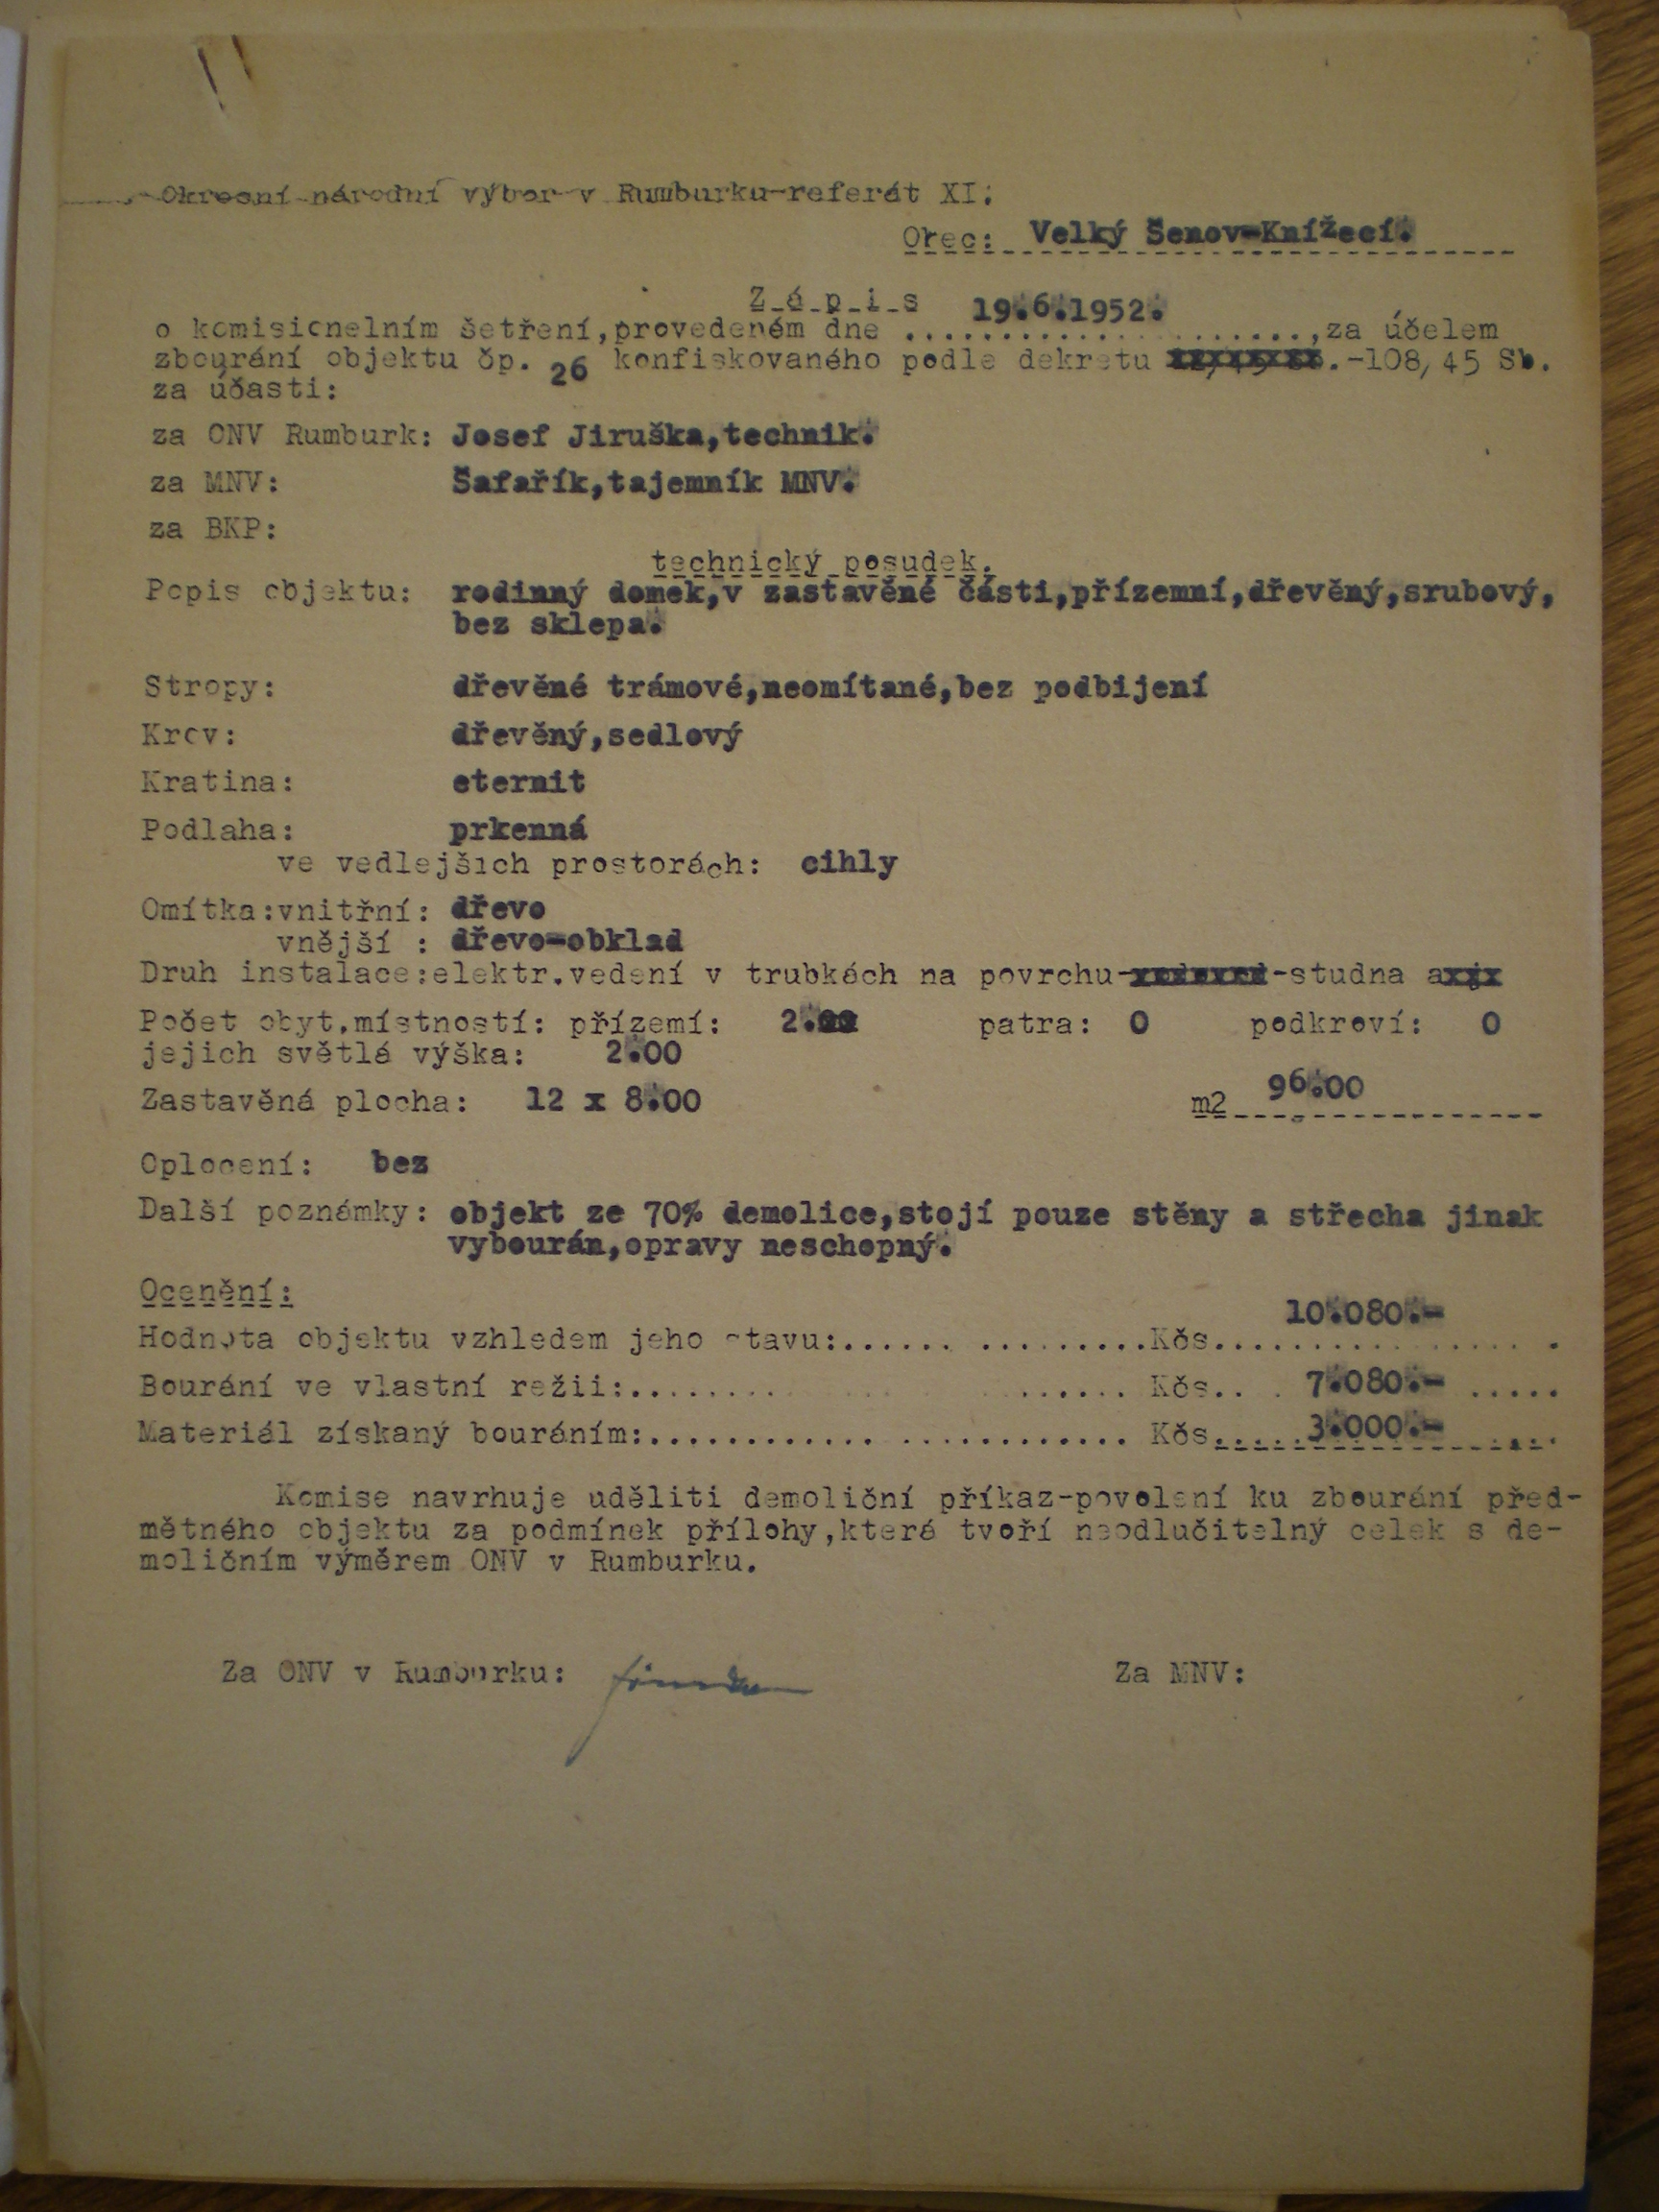 Okresní národní výbor v Rumburku-referát XI.
Obec: Velký Šenov-Knížecí.
Z á p i s
o komisionelním šetření,provedeném dne 19.6.1952. ,za účelem
zbourání objektu čp. 26 konfiskovaného podle dekretu .-108/45 Sb.
za účasti:
za ONV Rumburk: Josef Jiruška,technik.
za MNV: Šafařík,tajemník MNV.
za BKP:
technický posudek.
Popis objektu: rodinný domek,v zastavěné části,přízemní,dřevěný,srubový,
bez sklepa.
Stropy: dřevěné trámové,neomítané,bez podbijení
Krov: dřevěný,sedlový
Kratina: eternit
Podlaha: prkenná
ve vedlejších prostorách: cihly
Omítka:vnitřní: dřevo
vnější : dřevo-obklad
Druh instalace:elektr.vedení v trubkách na povrchu- -studna a
Počet obyt.místností: přízemí: 2. patra: 0 podkroví: 0
jejich světlá výška: 2.00
Zastavěná plocha: 12 x 8.00 m2 96.00
Oplocení: bez
Další poznámky: objekt ze 70% demolice,stojí pouze stěny a střecha jinak
vybourán,opravy neschopný.
Ocenění:
Hodnota objektu vzhledem jeho stavu:...... .........Kčs 10.080.-
Bourání ve vlastní režii:........ ...... Kčs.. . 7.080.- .....
Materiál získaný bouráním:............. ............ Kčs.... 3.000.- ....
Komise navrhuje uděliti demoliční příkaz-povolení ku zbourání před-
mětného objektu za podmínek přílohy,která tvoří neodlučitelný celek s de-
moličním výměrem ONV v Rumburku.
Za ONV v Rumburku: Za MNV: